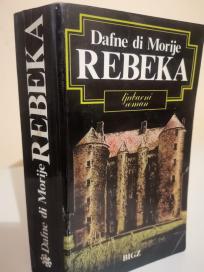 Dafne di Morije
REBEKA
ljubavni
roman
BIGZ
Dafne di Morije REBEKA